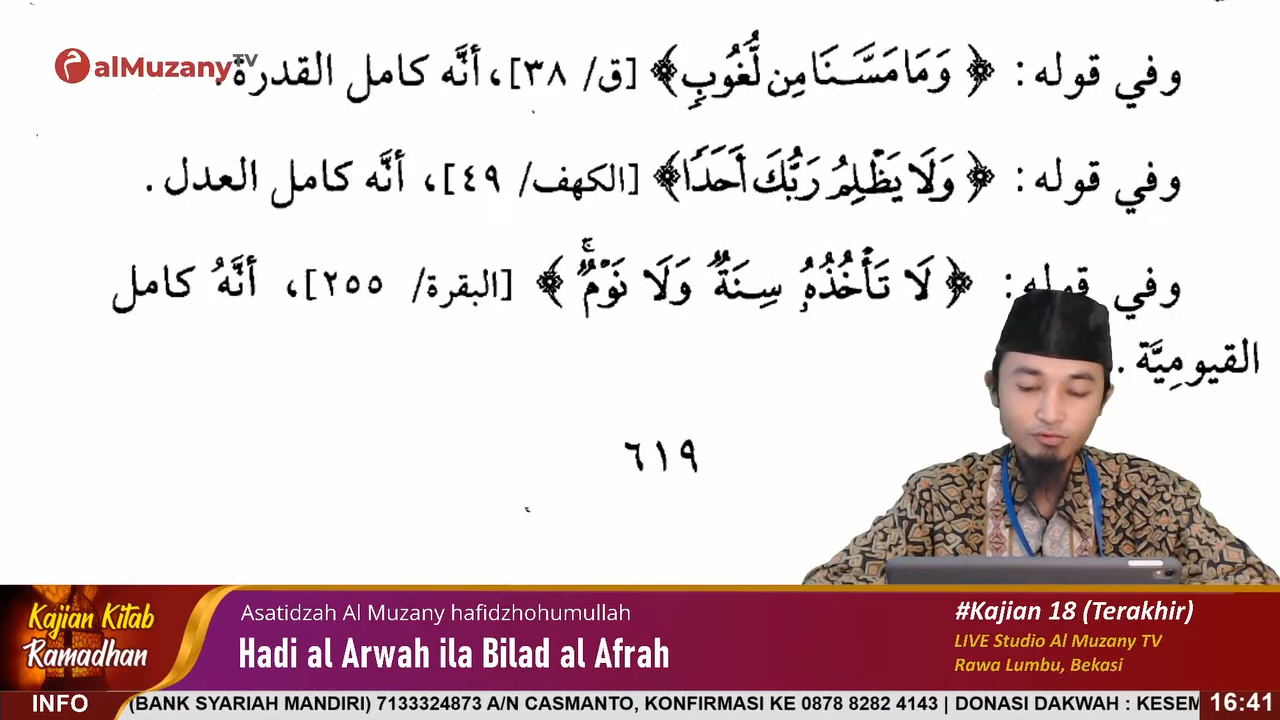 almuzanyTV
وفي قوله: ﴿ وَمَا مَسَّنَا مِن لُّغُوبٍ﴾ [ق/ ٣٨]، أنَّه كامل القدرة.
وفي قوله: ﴿ وَلَا يَظْلِمُ رَبُّكَ أَحَدًا﴾ [الكهف/ ٤٩]، أنَّه كامل العدل.
وفي قوله: ﴿ لَا تَأْخُذُهُۥ سِنَةٌ وَلَا نَوْمٌۚ ﴾ [البقرة/ ٢٥٥]، أنَّهُ كامل
القيومِيَّة.
٦١٩
Kajian Kitab
Ramadhan
Asatidzah Al Muzany hafidzhohumullah
Hadi al Arwah ila Bilad al Afrah
#Kajian 18 (Terakhir)
LIVE Studio Al Muzany TV
Rawa Lumbu, Bekasi
INFO
(BANK SYARIAH MANDIRI) 7133324873 A/N CASMANTO, KONFIRMASI KE 0878 8282 4143 | DONASI DAKWAH : KESEM
16:41